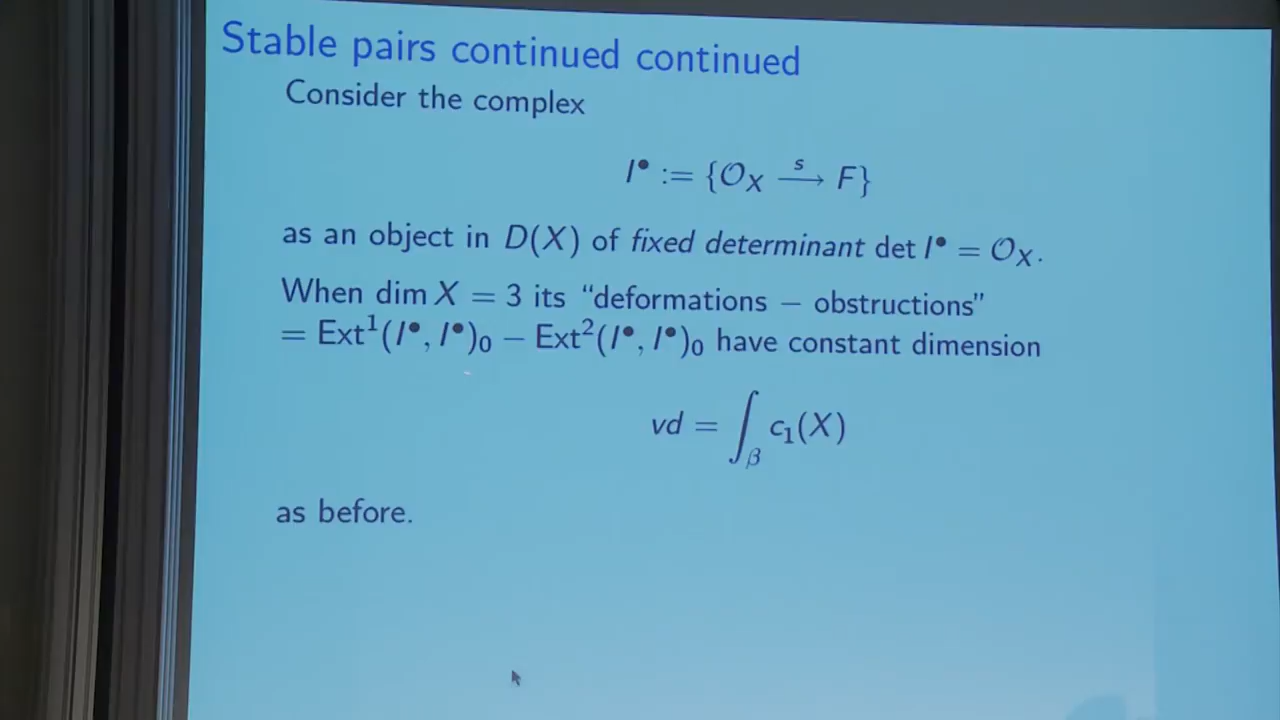 Stable pairs continued continued
Consider the complex
I• := {𝒪_X —s→ F}
as an object in D(X) of fixed determinant det I• = 𝒪_X.
When dim X = 3 its “deformations – obstructions”
= Ext¹(I•, I•)₀ – Ext²(I•, I•)₀ have constant dimension
vd = ∫_β c₁(X)
as before.